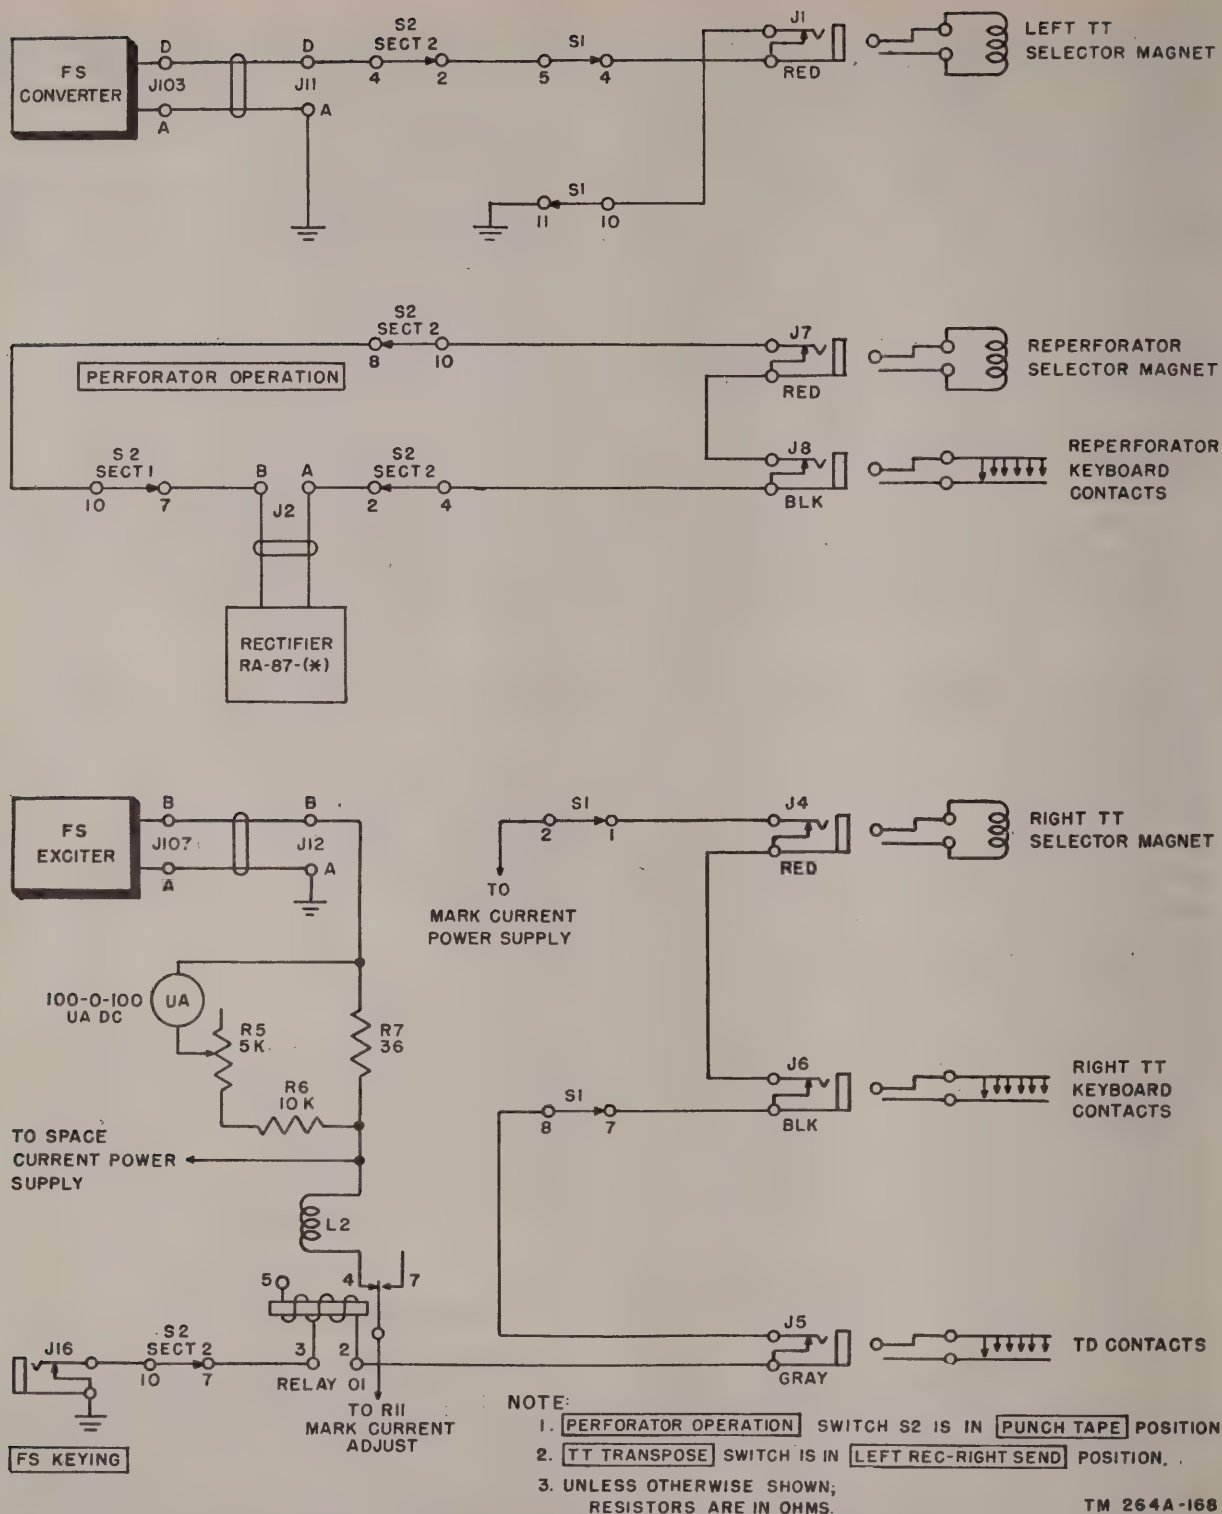 FS
CONVERTER
D
J103
A
D
J11
A
S2
SECT 2
4
2
S1
5
4
J1
RED
LEFT TT
SELECTOR MAGNET
S1
11
10
S2
SECT 2
8
10
PERFORATOR OPERATION
J7
RED
REPERFORATOR
SELECTOR MAGNET
S2
SECT 1
10
7
B
A
J2
S2
SECT 2
2
4
J8
BLK
REPERFORATOR
KEYBOARD
CONTACTS
RECTIFIER
RA-87-(*)
FS
EXCITER
B
J107
A
B
J12
A
S1
2
1
TO
MARK CURRENT
POWER SUPPLY
J4
RED
RIGHT TT
SELECTOR MAGNET
100-0-100
UA DC
UA
R5
5K
R7
36
R6
10K
S1
8
7
J6
BLK
RIGHT TT
KEYBOARD
CONTACTS
TO SPACE
CURRENT POWER
SUPPLY
L2
5
4
7
3
2
RELAY O1
J16
S2
SECT 2
10
7
TO R11
MARK CURRENT
ADJUST
J5
GRAY
TD CONTACTS
FS KEYING
NOTE:
1. PERFORATOR OPERATION SWITCH S2 IS IN PUNCH TAPE POSITION
2. TT TRANSPOSE SWITCH IS IN LEFT REC-RIGHT SEND POSITION.
3. UNLESS OTHERWISE SHOWN;
RESISTORS ARE IN OHMS.
TM 264A-168